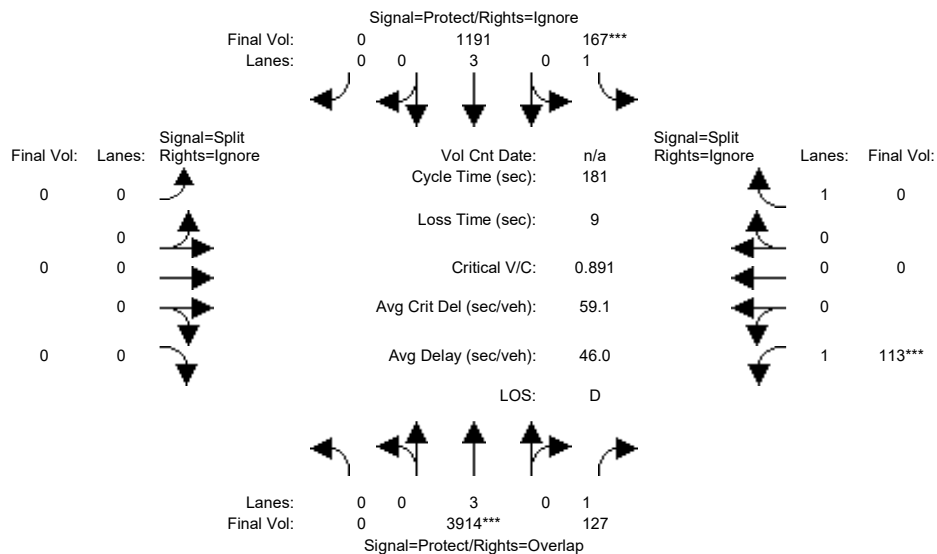 Signal=Protect/Rights=Ignore
Final Vol: 0 1191 167***
Lanes: 0 0 3 0 1
Signal=Split
Final Vol: Lanes: Rights=Ignore
Vol Cnt Date: n/a
Signal=Split
Rights=Ignore Lanes: Final Vol:
Cycle Time (sec): 181
0 0
1 0
Loss Time (sec): 9
0
0
0 0
Critical V/C: 0.891
0 0
0
Avg Crit Del (sec/veh): 59.1
0
0 0
Avg Delay (sec/veh): 46.0
1 113***
LOS: D
Lanes: 0 0 3 0 1
Final Vol: 0 3914*** 127
Signal=Protect/Rights=Overlap